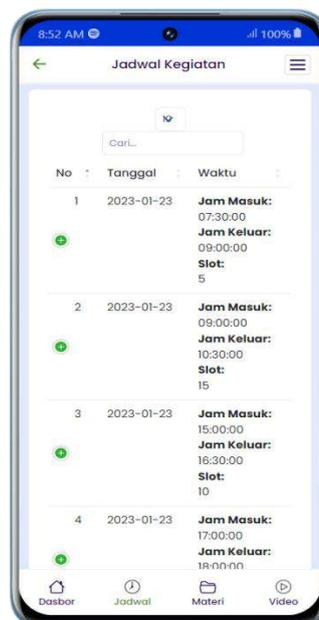 8:52 AM 100%
Jadwal Kegiatan
Cari...
No Tanggal Waktu
1 2023-01-23 Jam Masuk:
07:30:00
Jam Keluar:
09:00:00
Slot:
5
2 2023-01-23 Jam Masuk:
09:00:00
Jam Keluar:
10:30:00
Slot:
15
3 2023-01-23 Jam Masuk:
15:00:00
Jam Keluar:
16:30:00
Slot:
10
4 2023-01-23 Jam Masuk:
17:00:00
Jam Keluar:
18:00:00
Dasbor Jadwal Materi Video